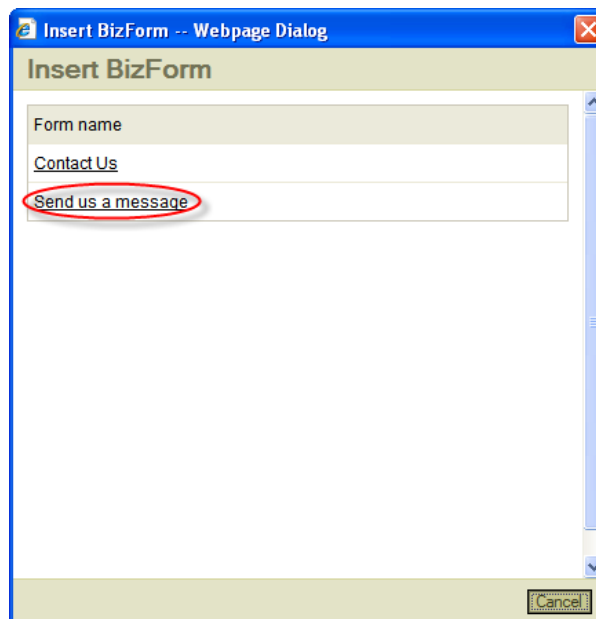 Insert BizForm -- Webpage Dialog
Insert BizForm
Form name
Contact Us
Send us a message
Cancel